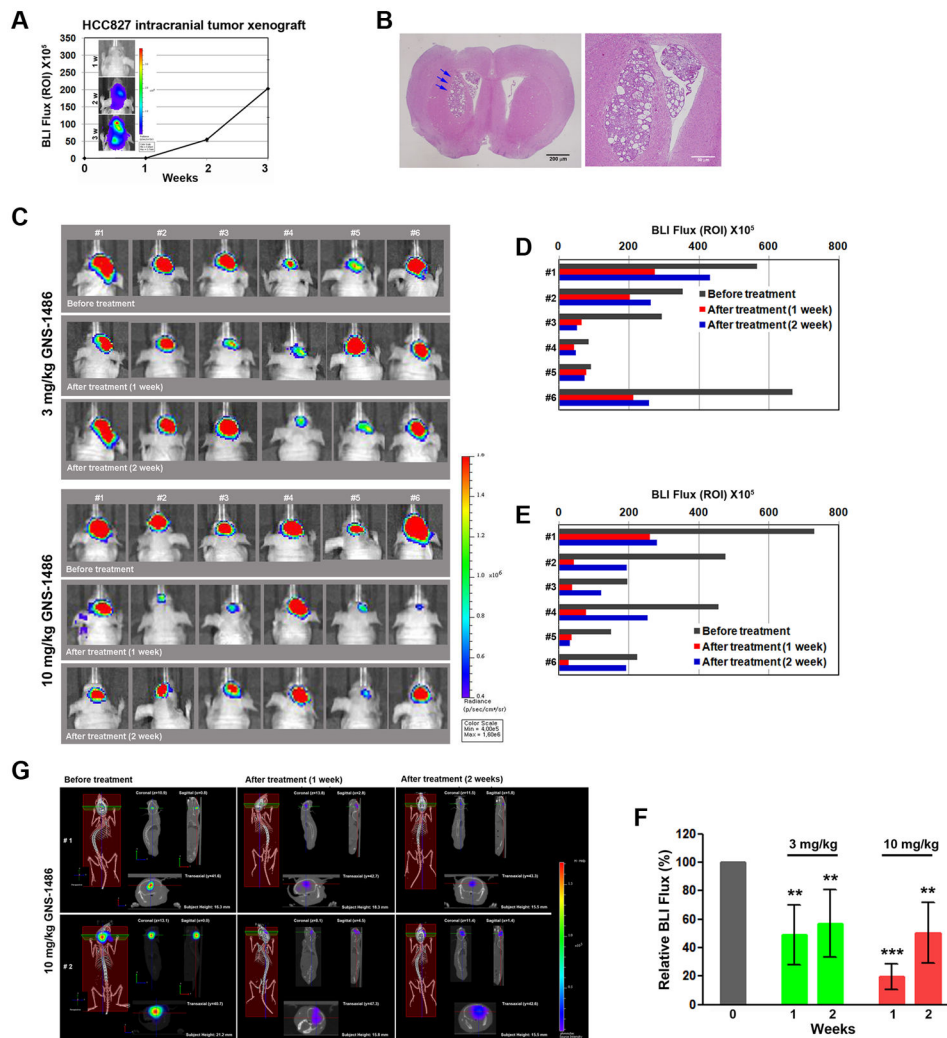 A
HCC827 intracranial tumor xenograft
BLI Flux (ROI) X10⁵
350
300
250
200
150
100
50
0
1 w
2 w
3 w
0
1
2
3
Weeks
B
200 µm
C
3 mg/kg GNS-1486
#1 #2 #3 #4 #5 #6
Before treatment
After treatment (1 week)
After treatment (2 week)
10 mg/kg GNS-1486
#1 #2 #3 #4 #5 #6
Before treatment
After treatment (1 week)
After treatment (2 week)
1.4
1.2
1.0
x10⁶
0.8
0.6
0.4
Radiance
(p/sec/cm²/sr)
Color Scale
Min = 4.00e5
Max = 1.60e6
D
BLI Flux (ROI) X10⁵
0 200 400 600 800
#1
#2
#3
#4
#5
#6
Before treatment
After treatment (1 week)
After treatment (2 week)
E
BLI Flux (ROI) X10⁵
0 200 400 600 800
#1
#2
#3
#4
#5
#6
Before treatment
After treatment (1 week)
After treatment (2 week)
G
10 mg/kg GNS-1486
Before treatment
After treatment (1 week)
After treatment (2 weeks)
# 1
# 2
F
Relative BLI Flux (%)
120
100
80
60
40
20
0
3 mg/kg
10 mg/kg
**
**
***
**
0 1 2 1 2
Weeks